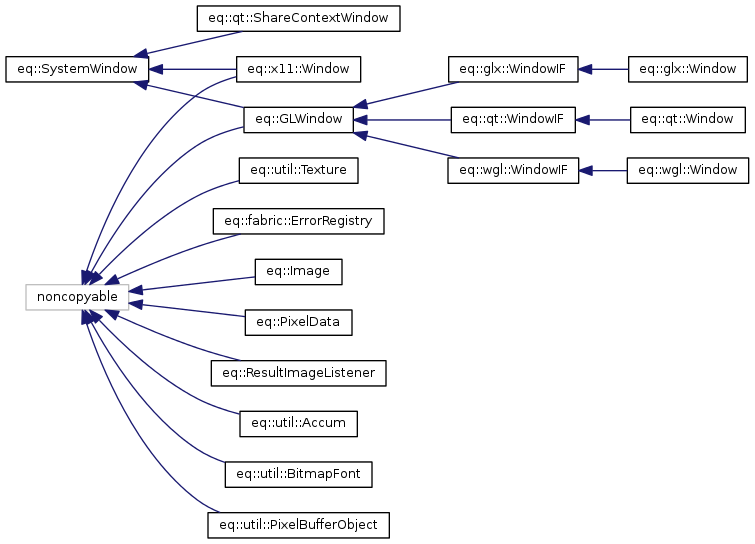 eq::qt::ShareContextWindow
eq::SystemWindow
eq::x11::Window
eq::glx::WindowIF
eq::glx::Window
eq::GLWindow
eq::qt::WindowIF
eq::qt::Window
eq::util::Texture
eq::wgl::WindowIF
eq::wgl::Window
eq::fabric::ErrorRegistry
eq::Image
noncopyable
eq::PixelData
eq::ResultImageListener
eq::util::Accum
eq::util::BitmapFont
eq::util::PixelBufferObject